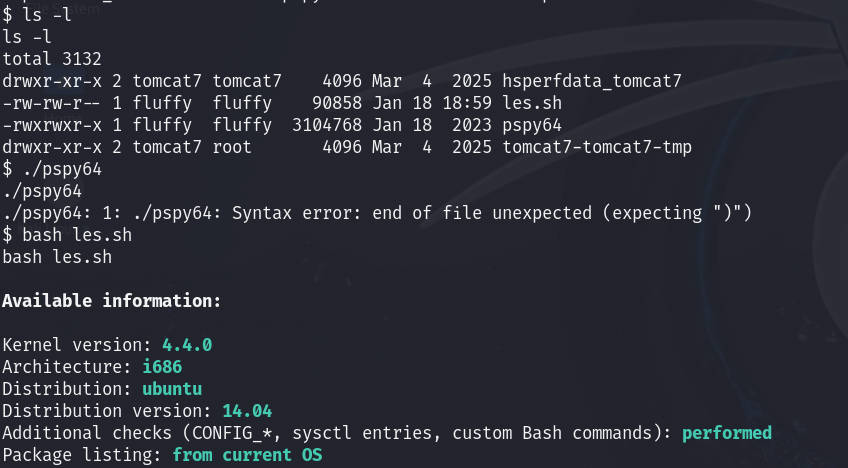 $ ls -l
ls -l
total 3132
drwxr-xr-x 2 tomcat7 tomcat7    4096 Mar  4  2025 hsperfdata_tomcat7
-rw-rw-r-- 1 fluffy  fluffy    90858 Jan 18 18:59 les.sh
-rwxrwxr-x 1 fluffy  fluffy  3104768 Jan 18  2023 pspy64
drwxr-xr-x 2 tomcat7 root       4096 Mar  4  2025 tomcat7-tomcat7-tmp
$ ./pspy64
./pspy64
./pspy64: 1: ./pspy64: Syntax error: end of file unexpected (expecting ")")
$ bash les.sh
bash les.sh
Available information:
Kernel version: 4.4.0
Architecture: i686
Distribution: ubuntu
Distribution version: 14.04
Additional checks (CONFIG_*, sysctl entries, custom Bash commands): performed
Package listing: from current OS